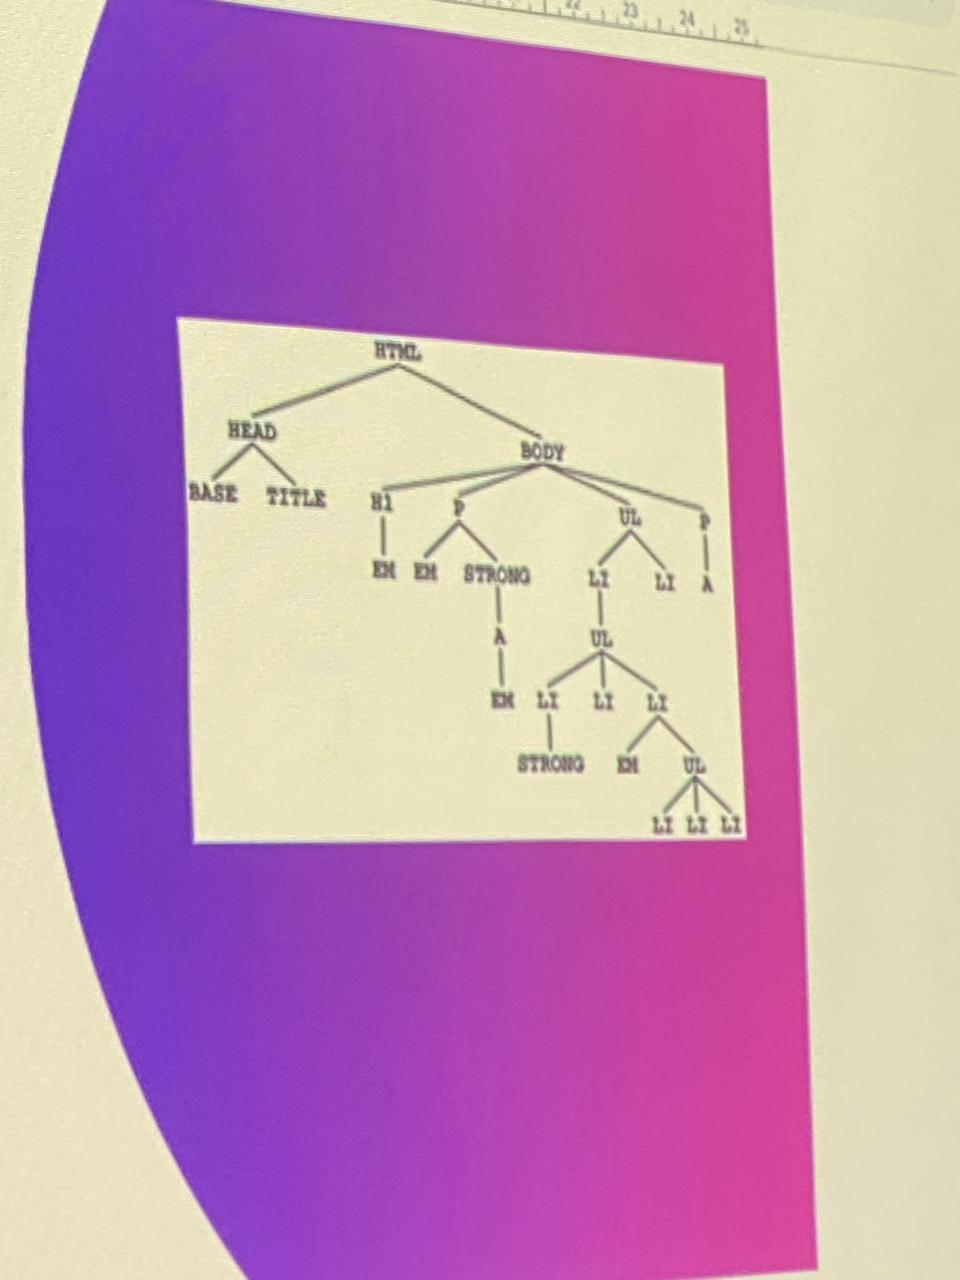 22 23 24 25
HTML
HEAD BODY
BASE TITLE H1 P UL P
EM EM STRONG LI LI A
A UL
EM LI LI LI
STRONG EM UL
LI LI LI